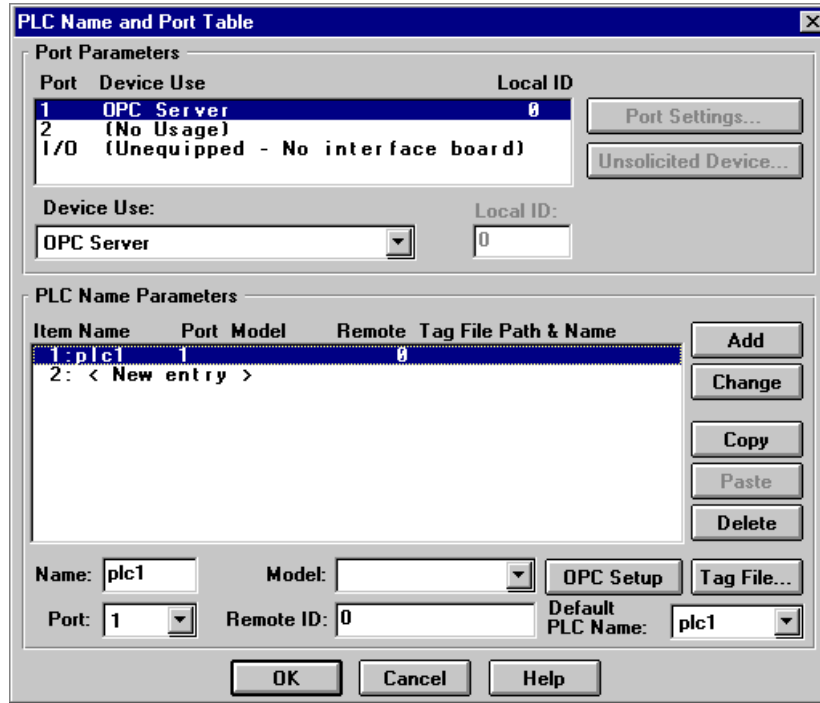 PLC Name and Port Table
Port Parameters
Port Device Use Local ID
1 OPC Server 0
2 (No Usage)
I/O (Unequipped - No interface board)
Port Settings...
Unsolicited Device...
Device Use:
Local ID:
OPC Server
0
PLC Name Parameters
Item Name Port Model Remote Tag File Path & Name
1:plc1 1 0
2: < New entry >
Add
Change
Copy
Paste
Delete
Name: plc1 Model: OPC Setup Tag File...
Port: 1 Remote ID: 0 Default PLC Name: plc1
OK Cancel Help